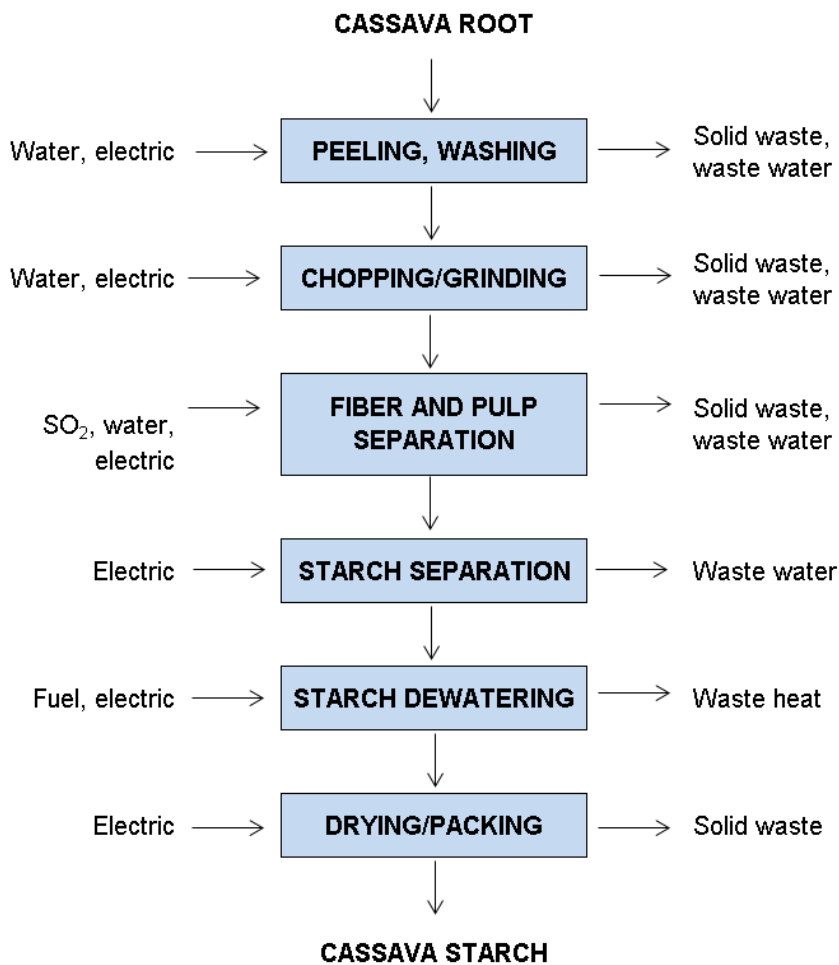 CASSAVA ROOT
Water, electric
PEELING, WASHING
Solid waste,
waste water
Water, electric
CHOPPING/GRINDING
Solid waste,
waste water
SO₂, water,
electric
FIBER AND PULP
SEPARATION
Solid waste,
waste water
Electric
STARCH SEPARATION
Waste water
Fuel, electric
STARCH DEWATERING
Waste heat
Electric
DRYING/PACKING
Solid waste
CASSAVA STARCH